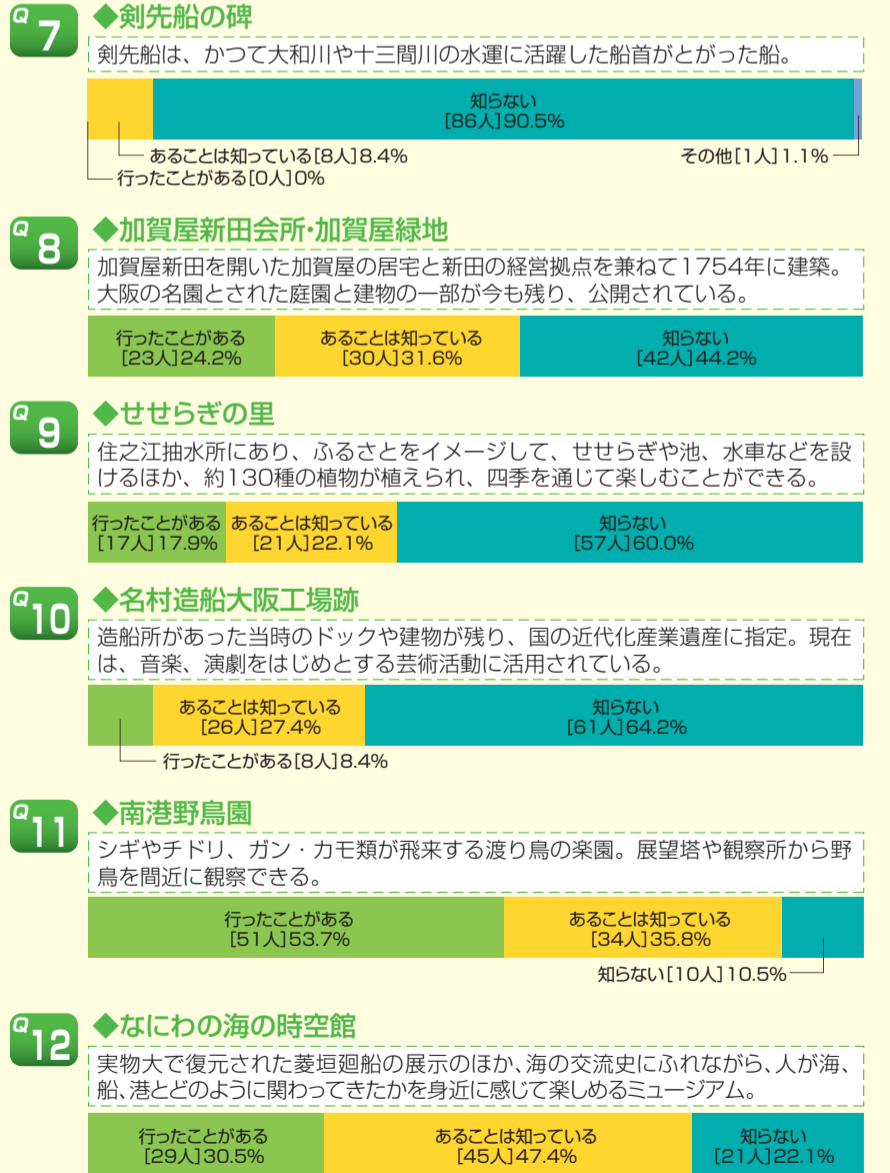 Q7 ◆剣先船の碑
剣先船は、かつて大和川や十三間川の水運に活躍した船首がとがった船。
知らない
[86人]90.5%
あることは知っている[8人]8.4%
その他[1人]1.1%
行ったことがある[0人]0%
Q8 ◆加賀屋新田会所・加賀屋緑地
加賀屋新田を開いた加賀屋の居宅と新田の経営拠点を兼ねて1754年に建築。
大阪の名園とされた庭園と建物の一部が今も残り、公開されている。
行ったことがある
[23人]24.2%
あることは知っている
[30人]31.6%
知らない
[42人]44.2%
Q9 ◆せせらぎの里
住之江抽水所にあり、ふるさとをイメージして、せせらぎや池、水車などを設
けるほか、約130種の植物が植えられ、四季を通じて楽しむことができる。
行ったことがある
[17人]17.9%
あることは知っている
[21人]22.1%
知らない
[57人]60.0%
Q10 ◆名村造船大阪工場跡
造船所があった当時のドックや建物が残り、国の近代化産業遺産に指定。現在
は、音楽、演劇をはじめとする芸術活動に活用されている。
あることは知っている
[26人]27.4%
知らない
[61人]64.2%
行ったことがある[8人]8.4%
Q11 ◆南港野鳥園
シギやチドリ、ガン・カモ類が飛来する渡り鳥の楽園。展望塔や観察所から野
鳥を間近に観察できる。
行ったことがある
[51人]53.7%
あることは知っている
[34人]35.8%
知らない[10人]10.5%
Q12 ◆なにわの海の時空館
実物大で復元された菱垣廻船の展示のほか、海の交流史にふれながら、人が海、
船、港とどのように関わってきたかを身近に感じて楽しめるミュージアム。
行ったことがある
[29人]30.5%
あることは知っている
[45人]47.4%
知らない
[21人]22.1%